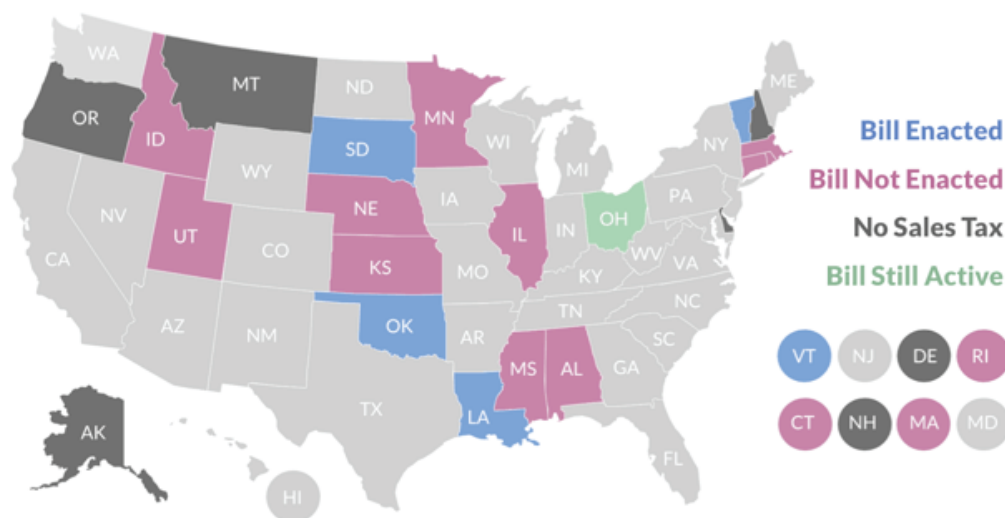 WA
MT
ND
MN
ME
OR
ID
SD
WI
NY
WY
MI
Bill Enacted
Bill Not Enacted
No Sales Tax
Bill Still Active
NE
IA
PA
NV
UT
IL
IN
OH
CO
KS
MO
WV
VA
CA
KY
NC
AZ
NM
OK
AR
TN
SC
MS
AL
GA
TX
LA
FL
AK
HI
VT NJ DE RI
CT NH MA MD